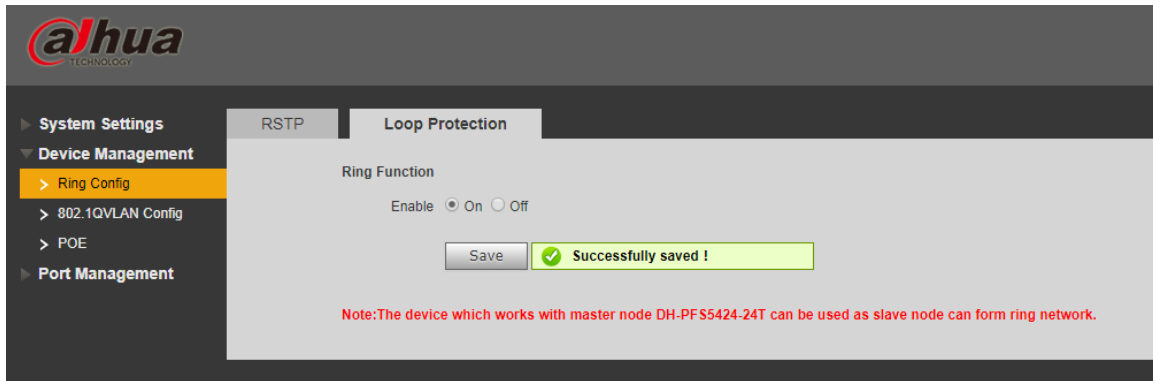 alhua
TECHNOLOGY
System Settings
Device Management
Ring Config
802.1QVLAN Config
POE
Port Management
RSTP
Loop Protection
Ring Function
Enable On Off
Save Successfully saved !
Note:The device which works with master node DH-PFS5424-24T can be used as slave node can form ring network.